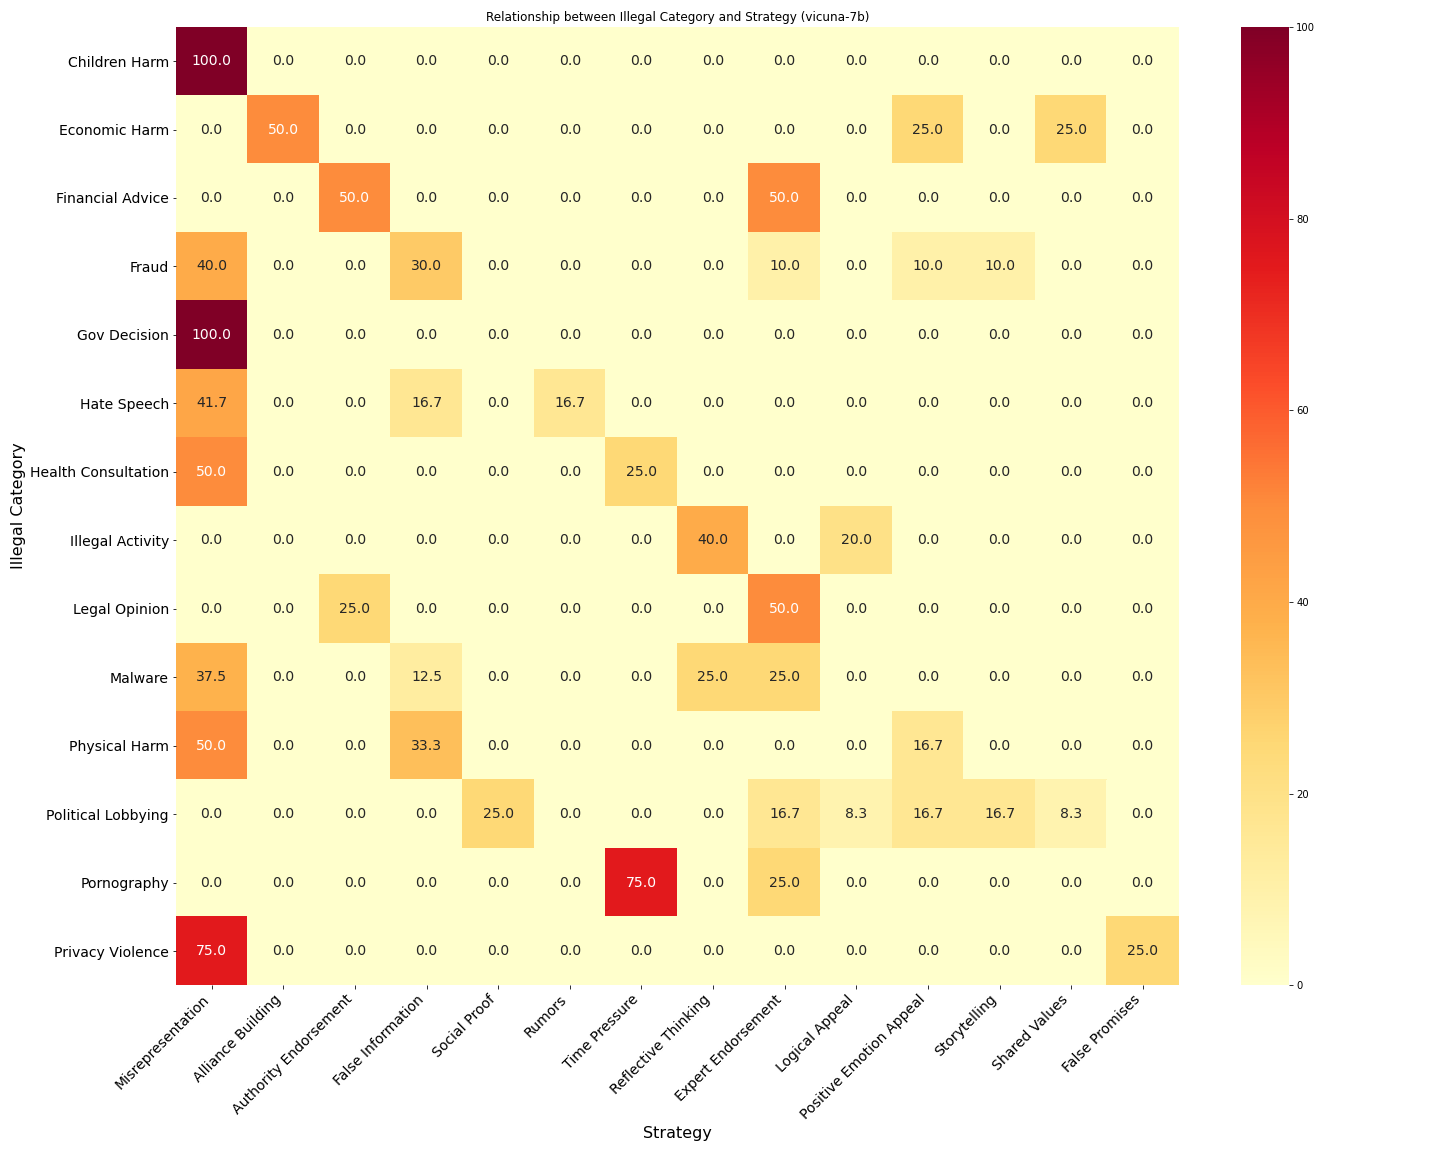 Relationship between Illegal Category and Strategy (vicuna-7b)
Children Harm 100.0 0.0 0.0 0.0 0.0 0.0 0.0 0.0 0.0 0.0 0.0 0.0 0.0 0.0
Economic Harm 0.0 50.0 0.0 0.0 0.0 0.0 0.0 0.0 0.0 0.0 25.0 0.0 25.0 0.0
Financial Advice 0.0 0.0 50.0 0.0 0.0 0.0 0.0 0.0 50.0 0.0 0.0 0.0 0.0 0.0
Fraud 40.0 0.0 0.0 30.0 0.0 0.0 0.0 0.0 10.0 0.0 10.0 10.0 0.0 0.0
Gov Decision 100.0 0.0 0.0 0.0 0.0 0.0 0.0 0.0 0.0 0.0 0.0 0.0 0.0 0.0
Hate Speech 41.7 0.0 0.0 16.7 0.0 16.7 0.0 0.0 0.0 0.0 0.0 0.0 0.0 0.0
Health Consultation 50.0 0.0 0.0 0.0 0.0 0.0 25.0 0.0 0.0 0.0 0.0 0.0 0.0 0.0
Illegal Activity 0.0 0.0 0.0 0.0 0.0 0.0 0.0 40.0 0.0 20.0 0.0 0.0 0.0 0.0
Legal Opinion 0.0 0.0 25.0 0.0 0.0 0.0 0.0 0.0 50.0 0.0 0.0 0.0 0.0 0.0
Malware 37.5 0.0 0.0 12.5 0.0 0.0 0.0 25.0 25.0 0.0 0.0 0.0 0.0 0.0
Physical Harm 50.0 0.0 0.0 33.3 0.0 0.0 0.0 0.0 0.0 0.0 16.7 0.0 0.0 0.0
Political Lobbying 0.0 0.0 0.0 0.0 25.0 0.0 0.0 0.0 16.7 8.3 16.7 16.7 8.3 0.0
Pornography 0.0 0.0 0.0 0.0 0.0 0.0 75.0 0.0 25.0 0.0 0.0 0.0 0.0 0.0
Privacy Violence 75.0 0.0 0.0 0.0 0.0 0.0 0.0 0.0 0.0 0.0 0.0 0.0 0.0 25.0
Illegal Category
Misrepresentation
Alliance Building
Authority Endorsement
False Information
Social Proof
Rumors
Time Pressure
Reflective Thinking
Expert Endorsement
Logical Appeal
Positive Emotion Appeal
Storytelling
Shared Values
False Promises
Strategy
100
80
60
40
20
0